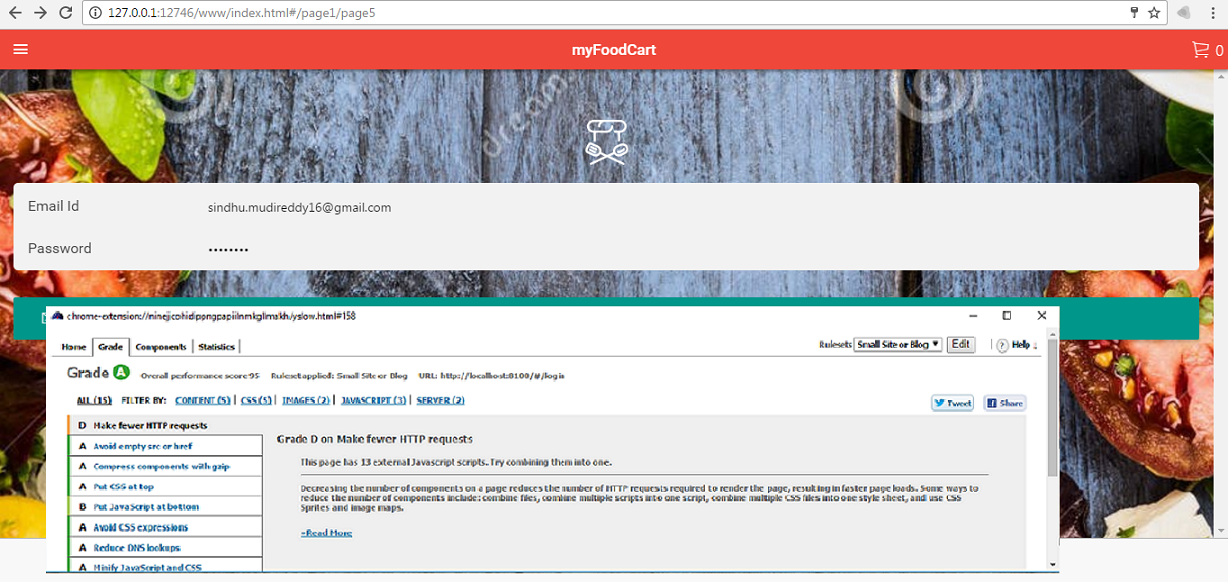 127.0.0.1:12746/www/index.html#/page1/page5
myFoodCart
0
dream
Email Id sindhu.mudireddy16@gmail.com
Password ••••••••
chrome-extension://ninejjcohidippngpapiilnmkgllmakh/yslow.html#158
Home Grade Components Statistics Rulesets Small Site or Blog Edit ? Help
Grade A Overall performance score 95 Ruleset applied: Small Site or Blog URL: http://localhost:8100/#/login
ALL (15) FILTER BY: CONTENT (5) | CSS (5) | IMAGES (2) | JAVASCRIPT (3) | SERVER (2)
Tweet Share
D Make fewer HTTP requests
A Avoid empty src or href
A Compress components with gzip
A Put CSS at top
B Put JavaScript at bottom
A Avoid CSS expressions
A Reduce DNS lookups
A Minify JavaScript and CSS
Grade D on Make fewer HTTP requests
This page has 13 external Javascript scripts. Try combining them into one.
Decreasing the number of components on a page reduces the number of HTTP requests required to render the page, resulting in faster page loads. Some ways to
reduce the number of components include: combine files, combine multiple scripts into one script, combine multiple CSS files into one style sheet, and use CSS
Sprites and image maps.
»Read More